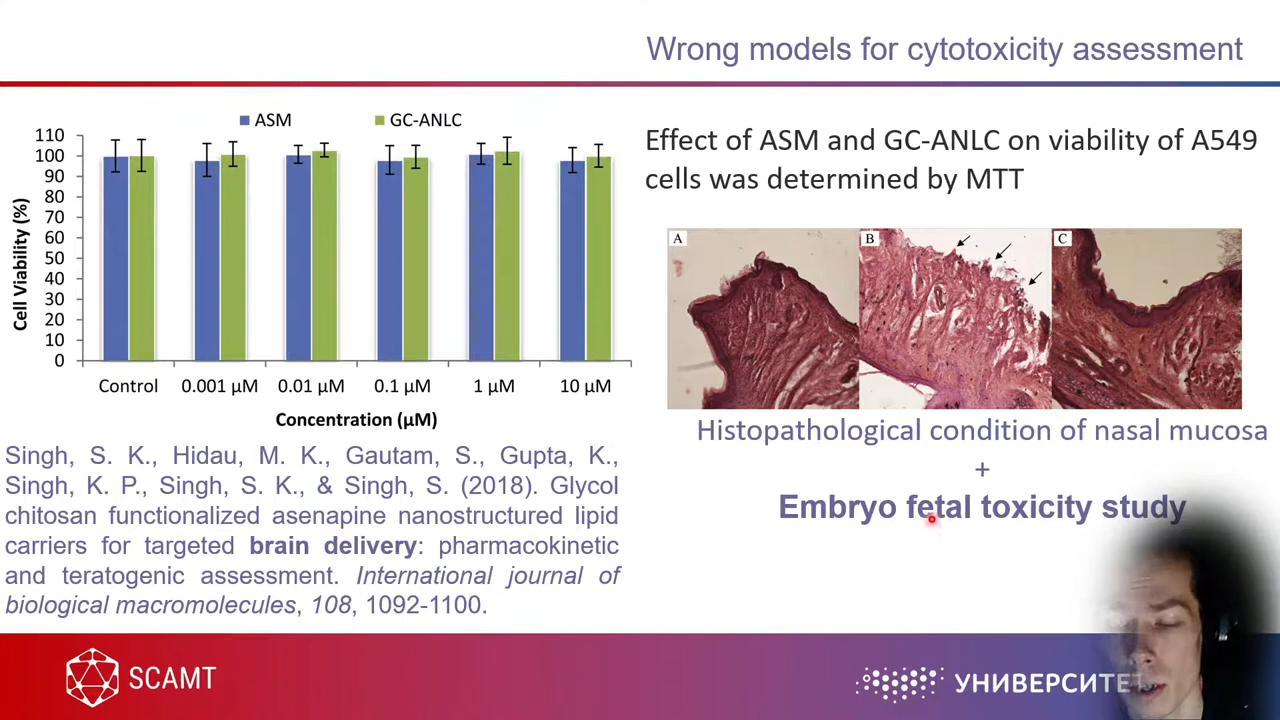 Wrong models for cytotoxicity assessment
ASM
GC-ANLC
110
100
90
80
70
60
50
40
30
20
10
0
Cell Viability (%)
Control
0.001 µM
0.01 µM
0.1 µM
1 µM
10 µM
Concentration (µM)
Effect of ASM and GC-ANLC on viability of A549
cells was determined by MTT
A
B
C
Histopathological condition of nasal mucosa
+
Embryo fetal toxicity study
Singh, S. K., Hidau, M. K., Gautam, S., Gupta, K.,
Singh, K. P., Singh, S. K., & Singh, S. (2018). Glycol
chitosan functionalized asenapine nanostructured lipid
carriers for targeted brain delivery: pharmacokinetic
and teratogenic assessment. International journal of
biological macromolecules, 108, 1092-1100.
SCAMT
УНИВЕРСИТЕТ